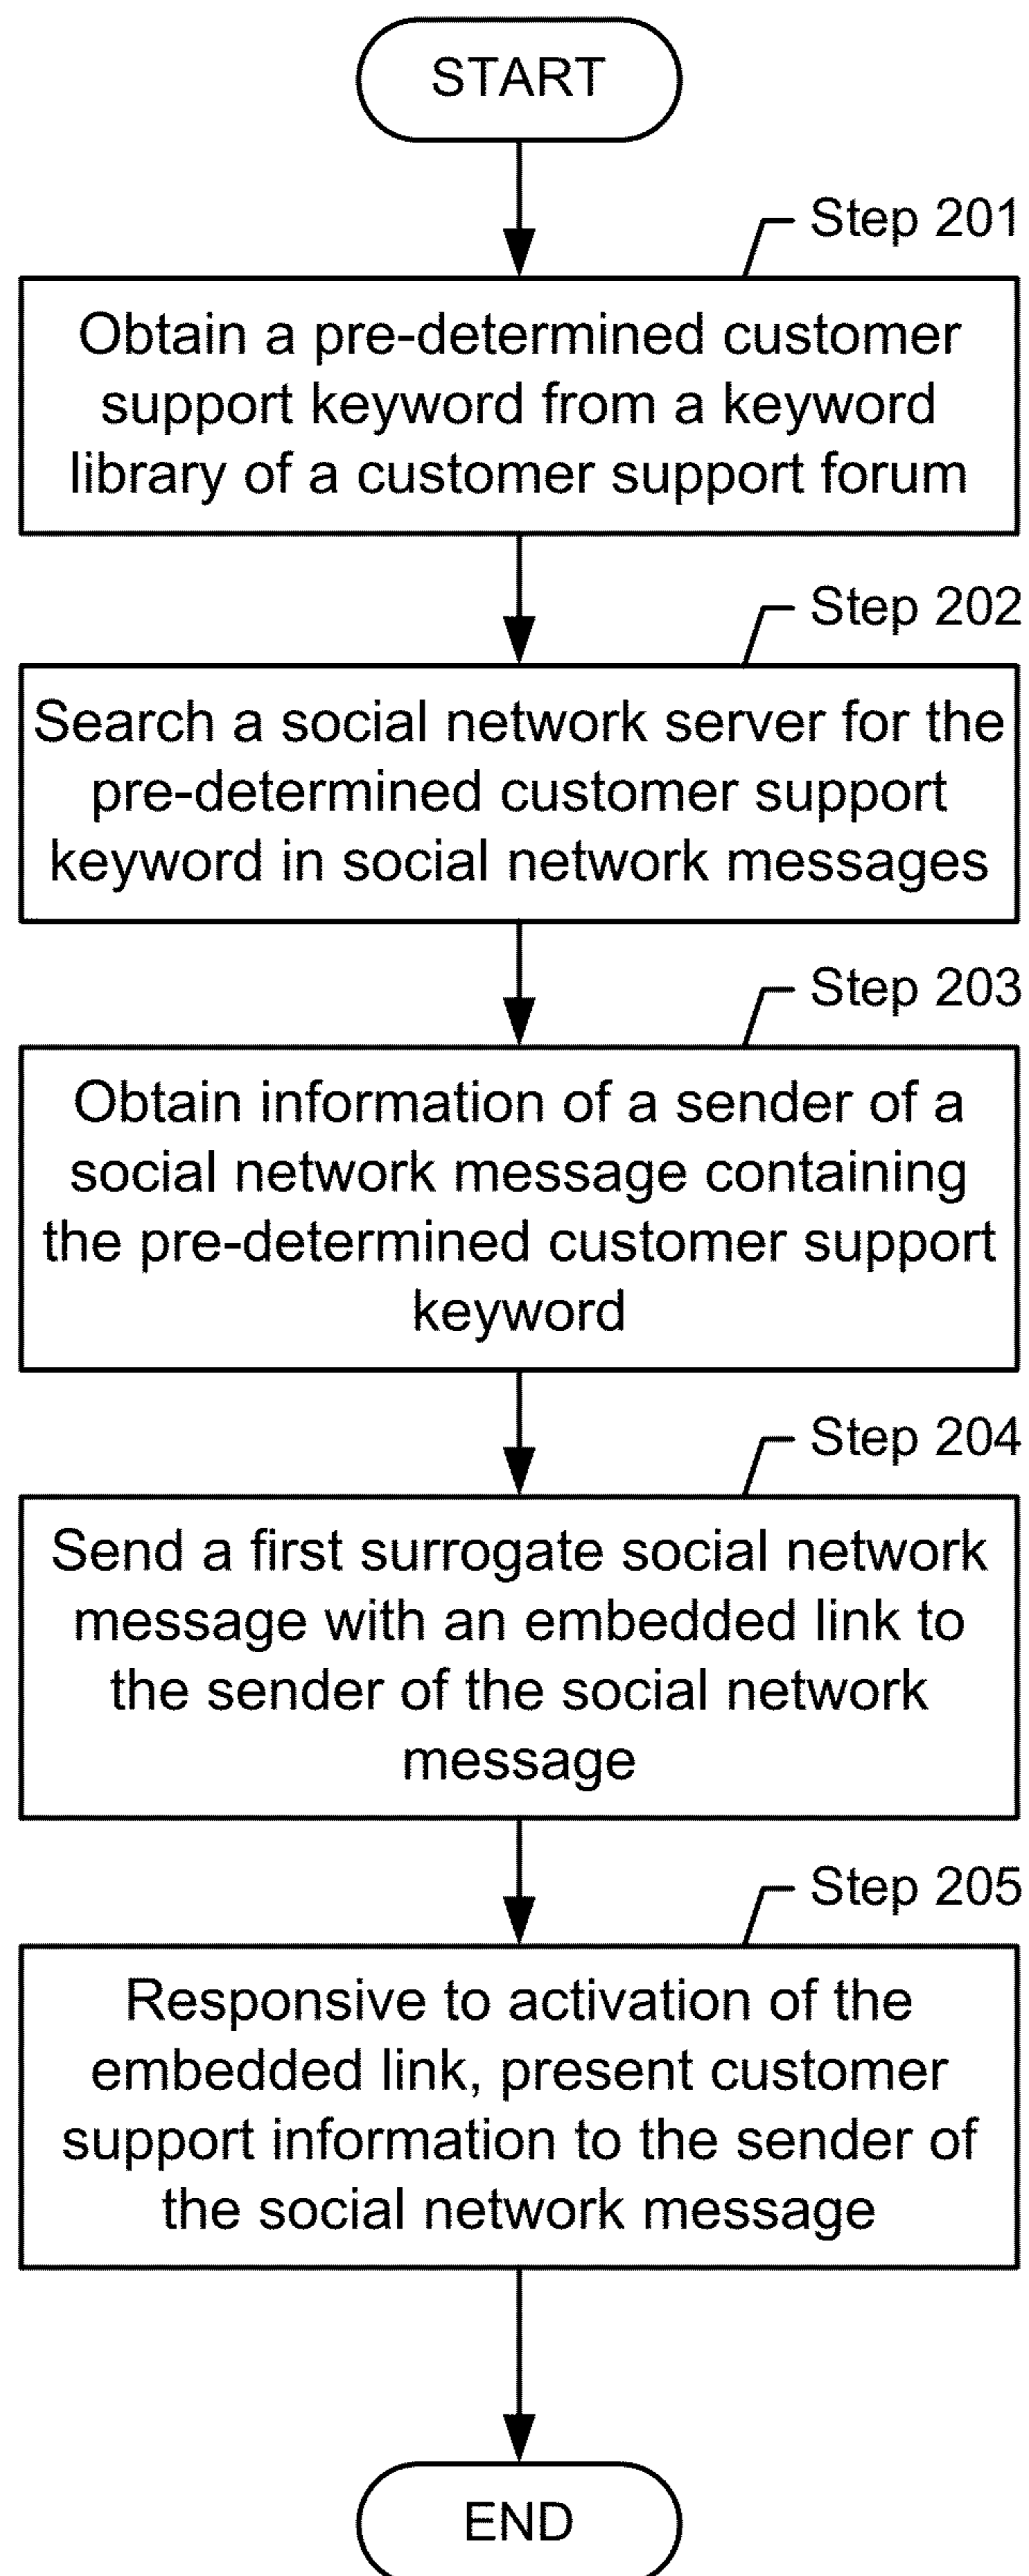 START
Step 201
Obtain a pre-determined customer
support keyword from a keyword
library of a customer support forum
Step 202
Search a social network server for the
pre-determined customer support
keyword in social network messages
Step 203
Obtain information of a sender of a
social network message containing
the pre-determined customer support
keyword
Step 204
Send a first surrogate social network
message with an embedded link to
the sender of the social network
message
Step 205
Responsive to activation of the
embedded link, present customer
support information to the sender of
the social network message
END